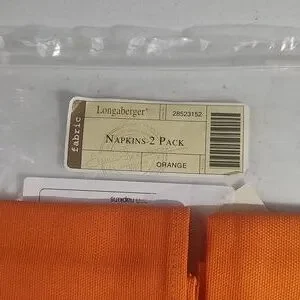 Longaberger®
28523152
fabric
NAPKINS-2 PACK
ORANGE